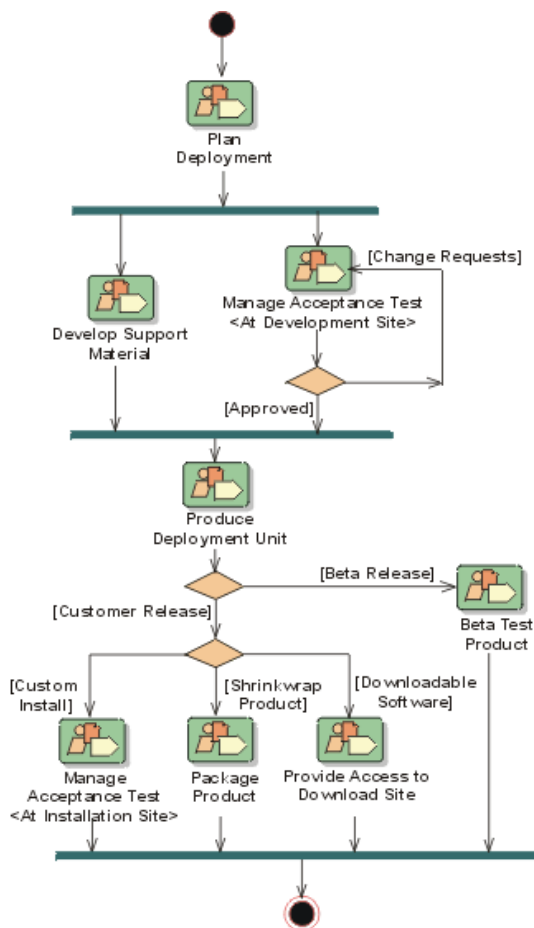 Plan
Deployment
[Change Requests]
Develop Support
Material
Manage Acceptance Test
<At Development Site>
[Approved]
Produce
Deployment Unit
[Beta Release]
[Customer Release]
Beta Test
Product
[Custom
Install]
[Shrinkwrap
Product]
[Downloadable
Software]
Manage
Acceptance Test
<At Installation Site>
Package
Product
Provide Access to
Download Site